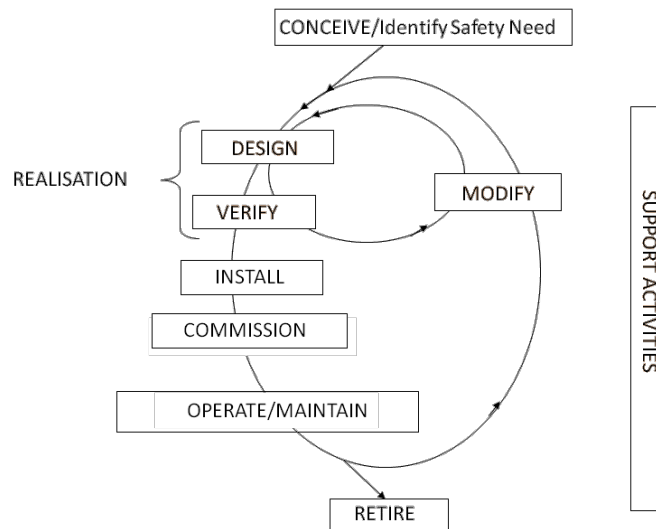 CONCEIVE/Identify Safety Need
DESIGN
REALISATION
MODIFY
VERIFY
INSTALL
COMMISSION
OPERATE/MAINTAIN
RETIRE
SUPPORT ACTIVITIES